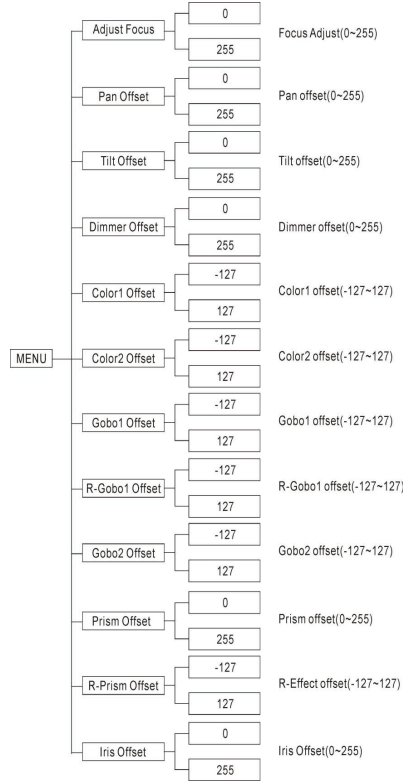 0
Adjust Focus
Focus Adjust(0~255)
255
0
Pan Offset
Pan offset(0~255)
255
0
Tilt Offset
Tilt offset(0~255)
255
0
Dimmer Offset
Dimmer offset(0~255)
255
-127
Color1 Offset
Color1 offset(-127~127)
127
-127
MENU
Color2 Offset
Color2 offset(-127~127)
127
-127
Gobo1 Offset
Gobo1 offset(-127~127)
127
-127
R-Gobo1 Offset
R-Gobo1 offset(-127~127)
127
-127
Gobo2 Offset
Gobo2 offset(-127~127)
127
0
Prism Offset
Prism offset(0~255)
255
-127
R-Prism Offset
R-Effect offset(-127~127)
127
0
Iris Offset
Iris Offset(0~255)
255